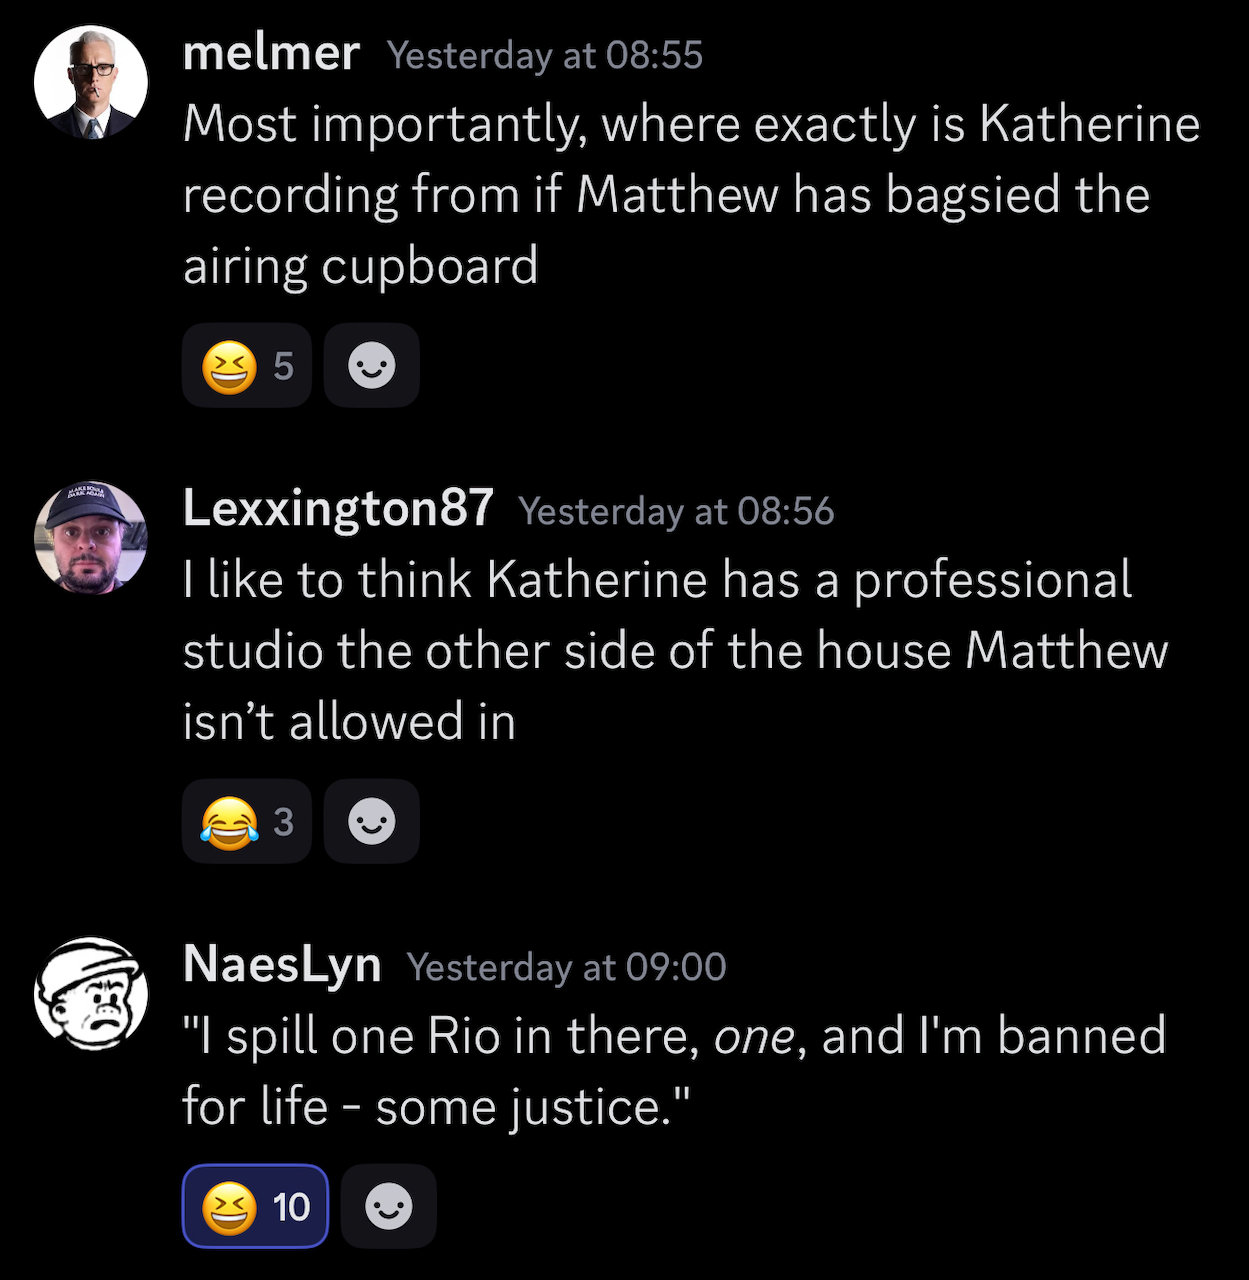 melmer Yesterday at 08:55
Most importantly, where exactly is Katherine
recording from if Matthew has bagsied the
airing cupboard
😆 5
Lexxington87 Yesterday at 08:56
I like to think Katherine has a professional
studio the other side of the house Matthew
isn’t allowed in
😂 3
NaesLyn Yesterday at 09:00
"I spill one Rio in there, one, and I'm banned
for life - some justice."
😆 10